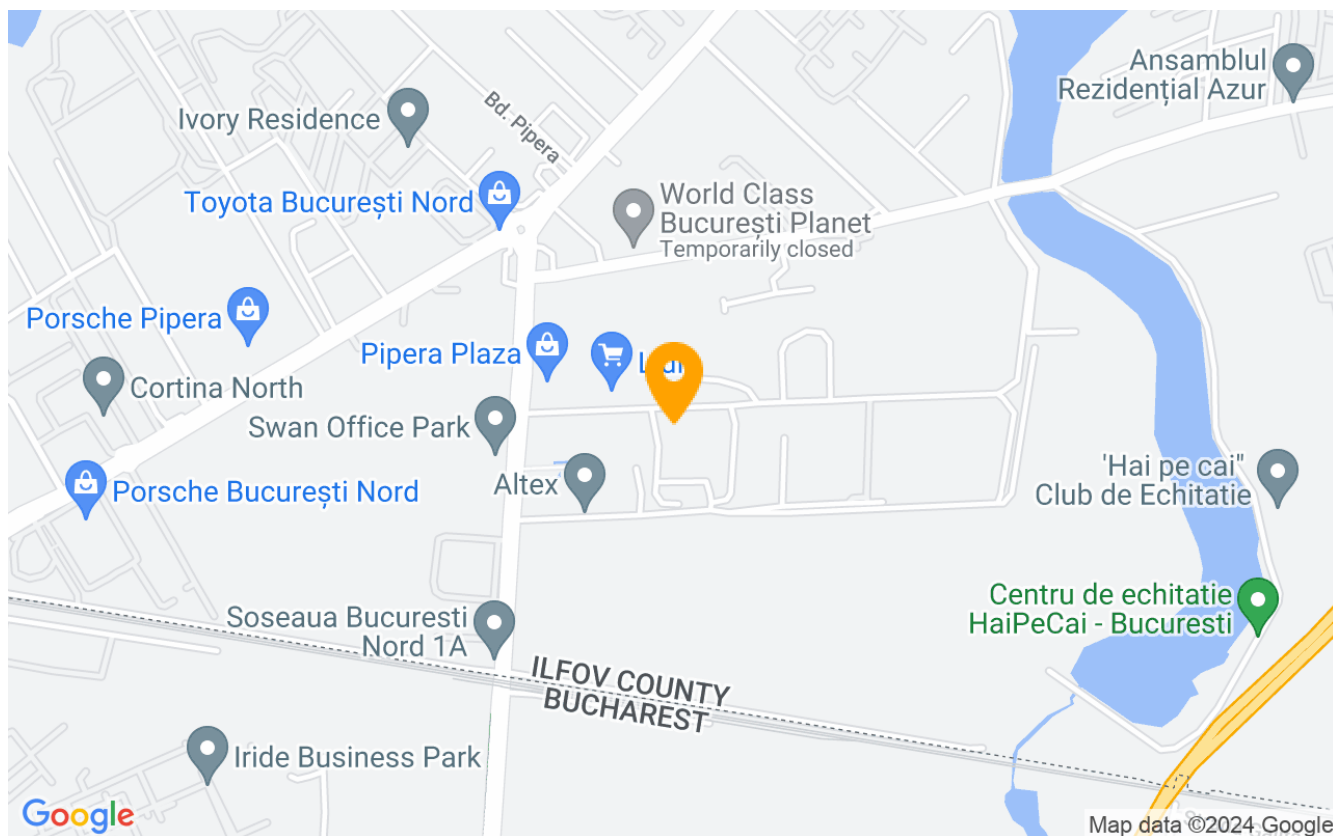 Ansamblul
Rezidențial Azur
Ivory Residence
Bd. Pipera
Toyota București Nord
World Class
București Planet
Temporarily closed
Porsche Pipera
Pipera Plaza
Cortina North
Swan Office Park
Altex
'Hai pe cai"
Club de Echitatie
Porsche București Nord
Centru de echitatie
HaiPeCai - Bucuresti
Soseaua Bucuresti
Nord 1A
ILFOV COUNTY
BUCHAREST
Iride Business Park
Google
Map data ©2024 Google